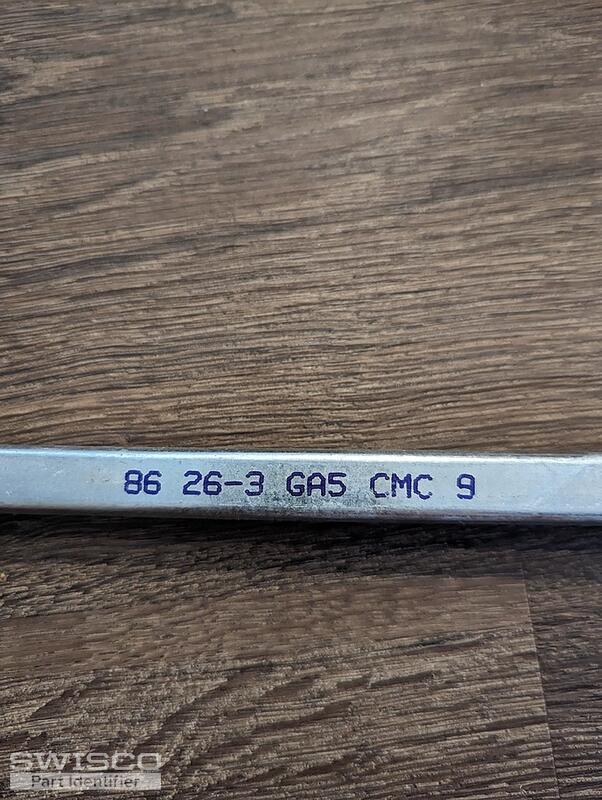 86 26-3 GA5 CMC 9
SWISCO
Part Identifier